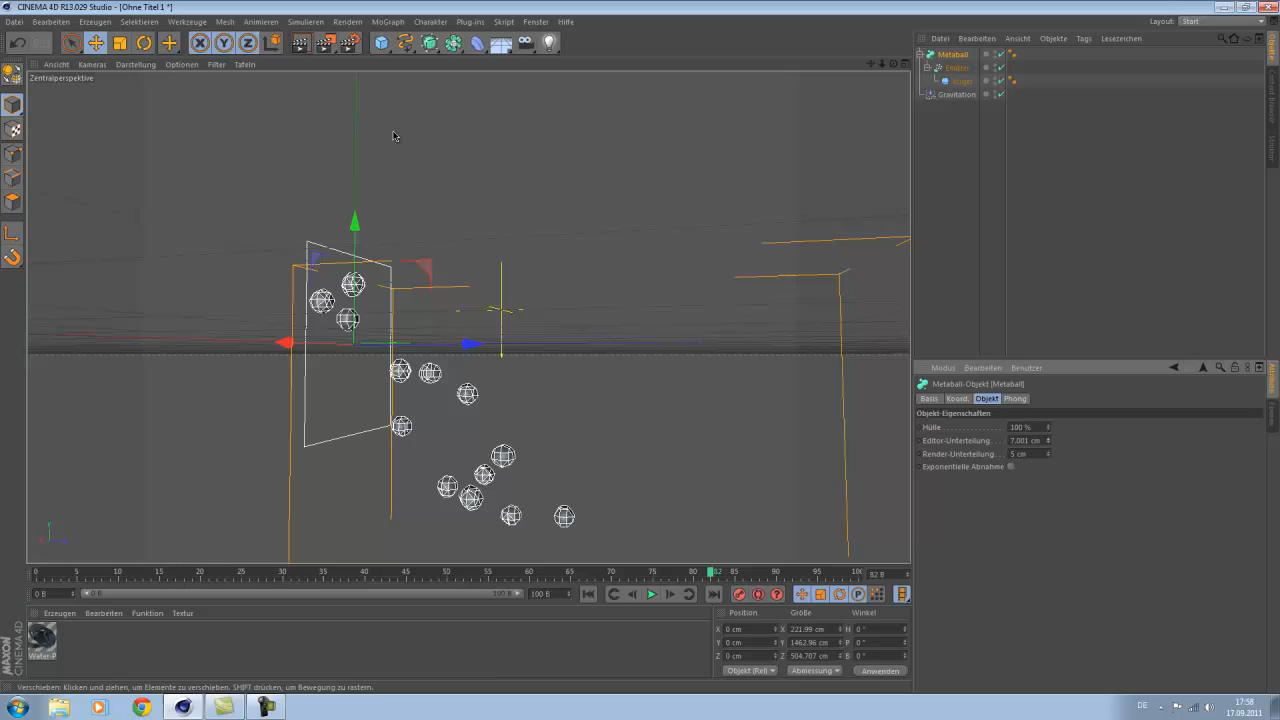 CINEMA 4D R13.029 Studio - [Ohne Titel 1 *]
Datei Bearbeiten Erzeugen Selektieren Werkzeuge Mesh Animieren Simulieren Rendern MoGraph Charakter Plug-ins Skript Fenster Hilfe
Layout: Start
Ansicht Kameras Darstellung Optionen Filter Tafeln
Datei Bearbeiten Ansicht Objekte Tags Lesezeichen
Zentralperspektive
Metaball
Emitter
Kugel
Gravitation
Modus Bearbeiten Benutzer
Metaball-Objekt [Metaball]
Basis Koord. Objekt Phong
Objekt-Eigenschaften
Hülle 100 %
Editor-Unterteilung 7.001 cm
Render-Unterteilung 5 cm
Exponentielle Abnahme
0 5 10 15 20 25 30 35 40 45 50 55 60 65 70 75 80 82 85 90 95 100 82 B
0 B 0 B 100 B 100 B
Erzeugen Bearbeiten Funktion Textur
Water-P
Position Größe Winkel
X 0 cm X 221.99 cm H 0 °
Y 0 cm Y 1462.96 cm P 0 °
Z 0 cm Z 504.707 cm B 0 °
Objekt (Rel) Abmessung Anwenden
MAXON CINEMA 4D
Verschieben: Klicken und ziehen, um Elemente zu verschieben. SHIFT drücken, um Bewegung zu rastern.
DE 17:58
17.09.2011